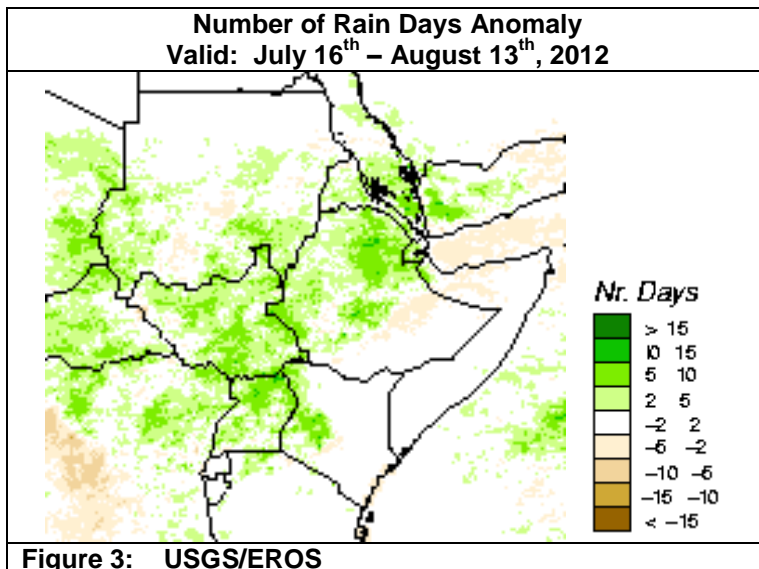 Number of Rain Days Anomaly
Valid: July 16th – August 13th, 2012
Nr. Days
> 15
10 15
5 10
2 5
-2 2
-5 -2
-10 -5
-15 -10
< -15
Figure 3: USGS/EROS